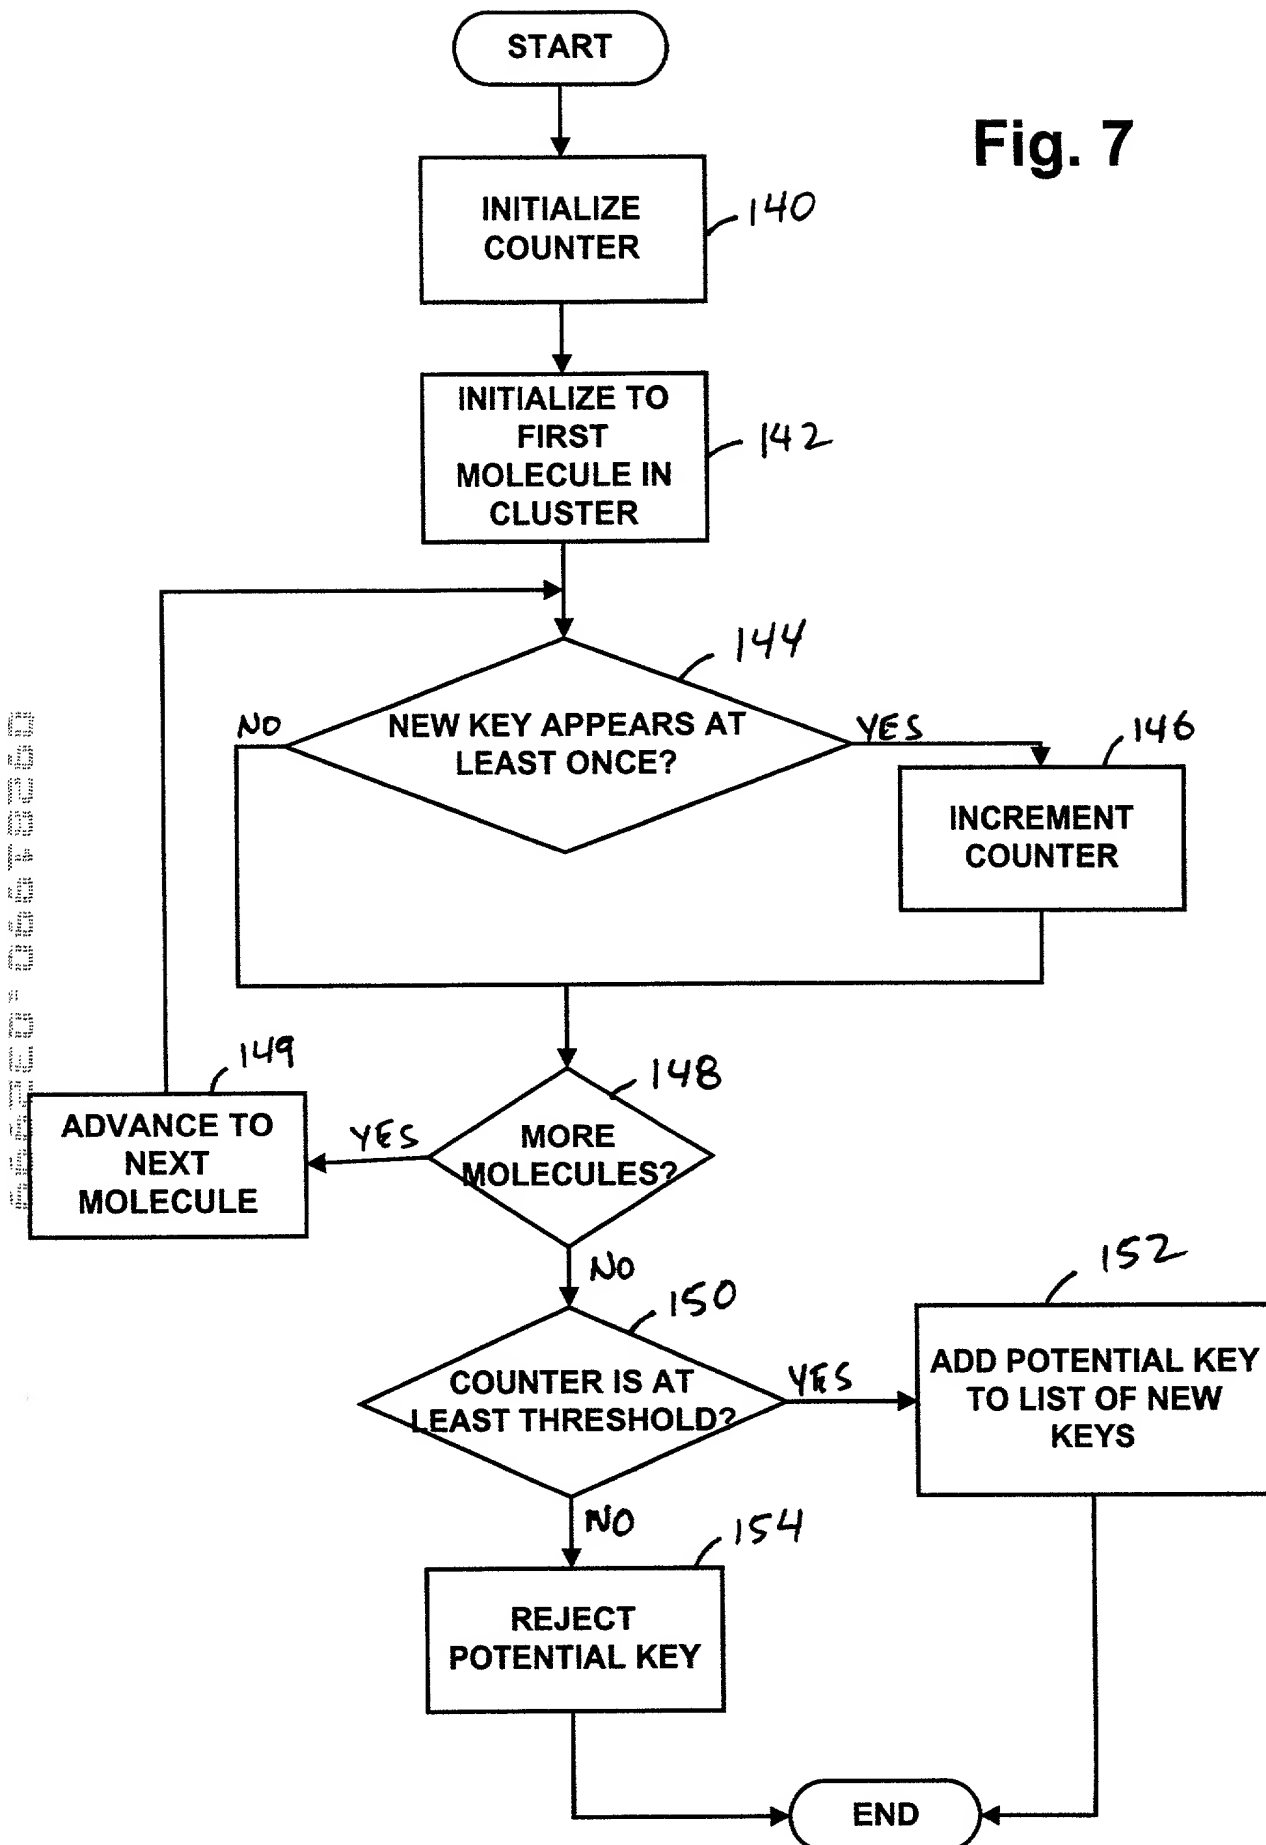 START
Fig. 7
INITIALIZE
COUNTER
140
INITIALIZE TO
FIRST
MOLECULE IN
CLUSTER
142
144
NO
NEW KEY APPEARS AT
LEAST ONCE?
YES
146
INCREMENT
COUNTER
149
148
ADVANCE TO
NEXT
MOLECULE
YES
MORE
MOLECULES?
NO
150
152
COUNTER IS AT
LEAST THRESHOLD?
YES
ADD POTENTIAL KEY
TO LIST OF NEW
KEYS
NO
154
REJECT
POTENTIAL KEY
END